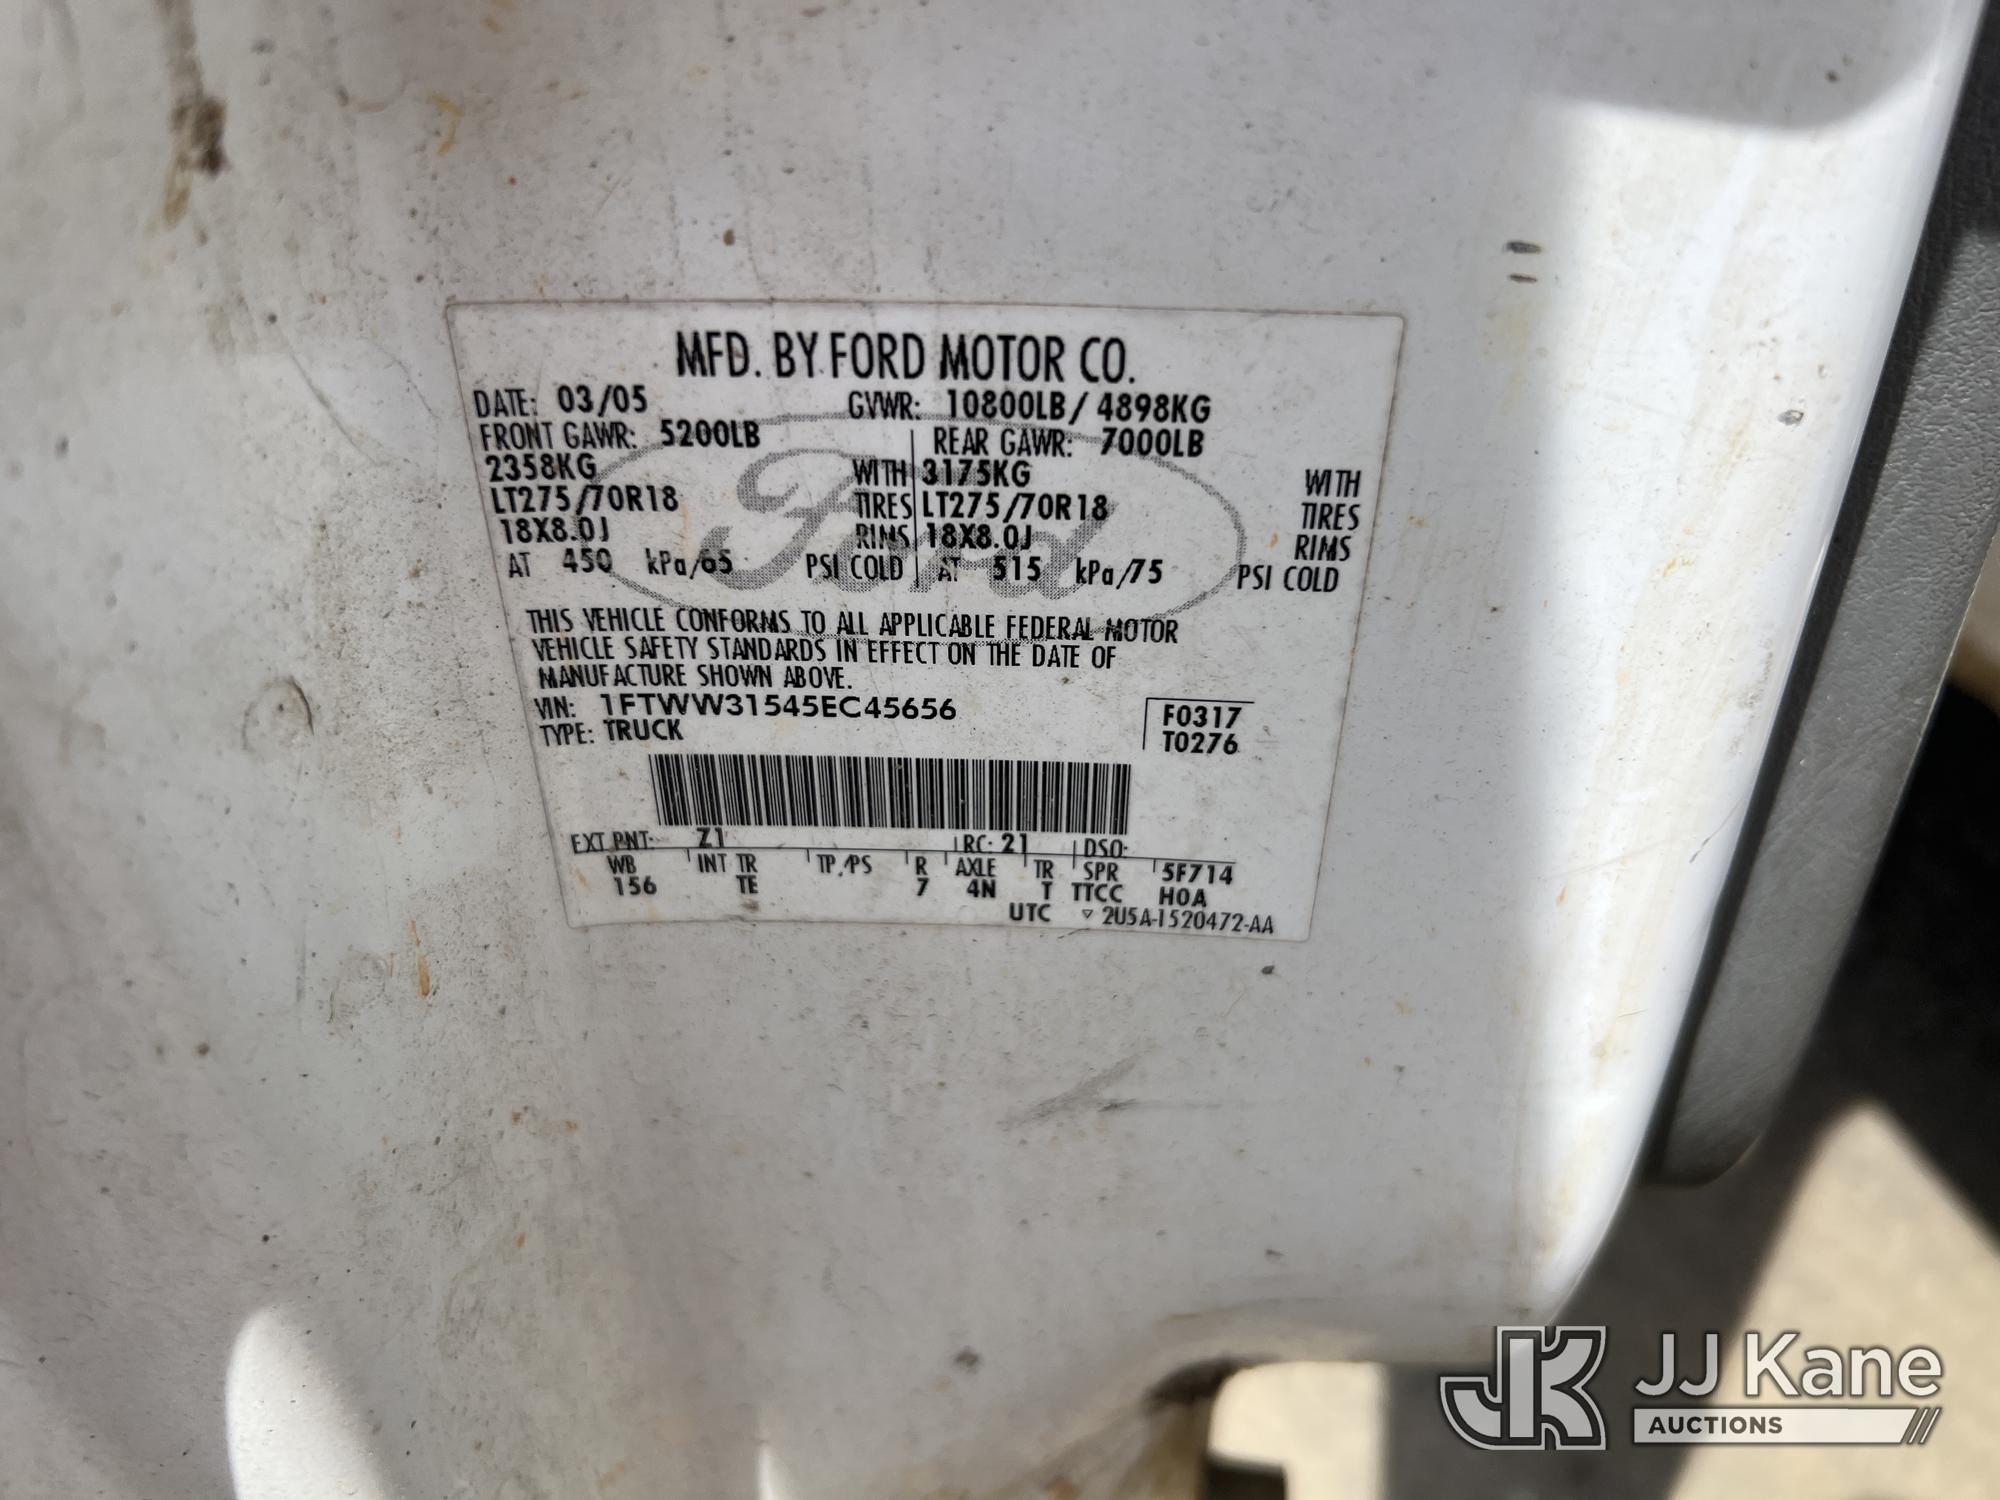 MFD. BY FORD MOTOR CO.
DATE: 03/05 GVWR: 10800LB / 4898KG
FRONT GAWR: 5200LB REAR GAWR: 7000LB
2358KG WITH 3175KG WITH
LT275/70R18 TIRES LT275/70R18 TIRES
18X8.0J RIMS 18X8.0J RIMS
AT 450 kPa/65 PSI COLD AT 515 kPa/75 PSI COLD
Ford
THIS VEHICLE CONFORMS TO ALL APPLICABLE FEDERAL MOTOR
VEHICLE SAFETY STANDARDS IN EFFECT ON THE DATE OF
MANUFACTURE SHOWN ABOVE.
VIN: 1FTWW31545EC45656 F0317
TYPE: TRUCK T0276
EXT PNT: Z1 RC: 21 DSO:
WB INT TR TP/PS R AXLE TR SPR 5F714
156 TE 7 4N T TTCC H0A
UTC ▽ 2U5A-1520472-AA
JK JJ Kane
AUCTIONS